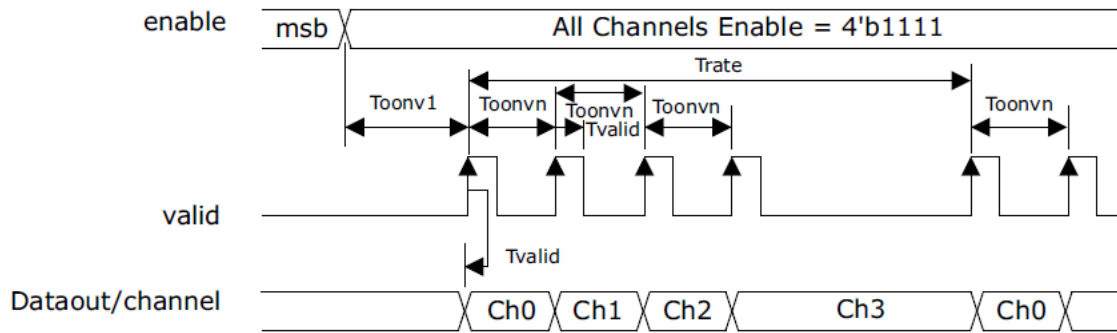 enable
msb
All Channels Enable = 4'b1111
Trate
Toonv1
Toonvn
Toonvn
Toonvn
Toonvn
Tvalid
valid
Tvalid
Dataout/channel
Ch0
Ch1
Ch2
Ch3
Ch0